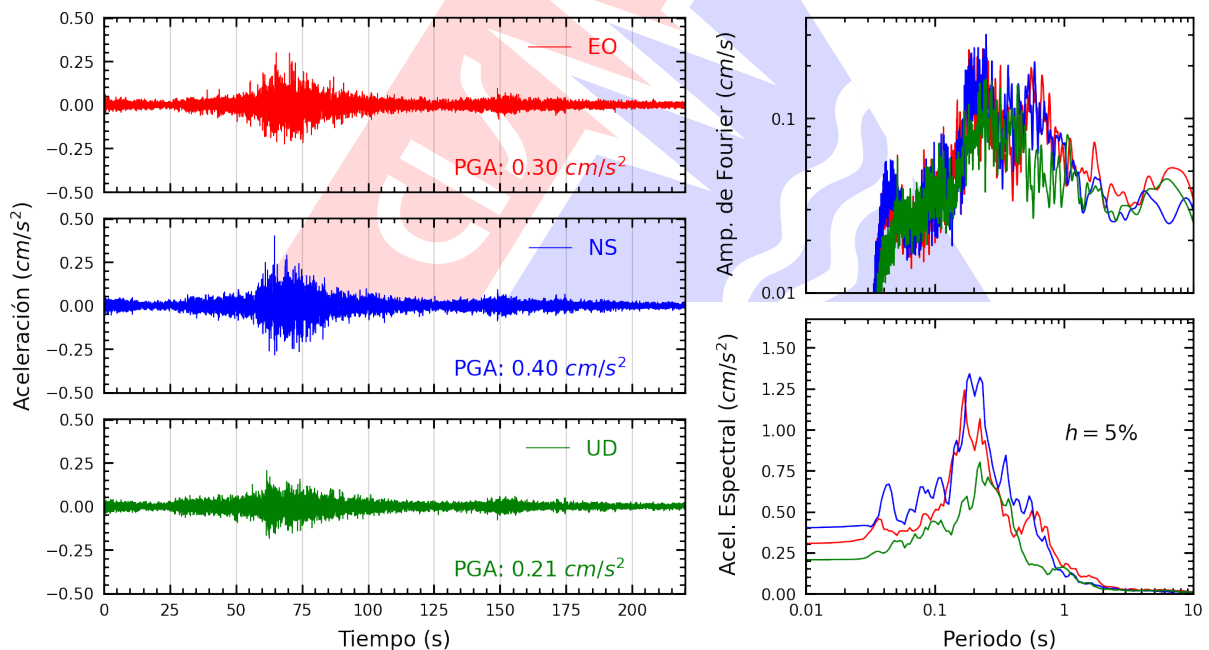 Aceleración (cm/s²)
0.50
0.25
0.00
−0.25
−0.50
EO
PGA: 0.30 cm/s²
0.50
0.25
0.00
−0.25
−0.50
NS
PGA: 0.40 cm/s²
0.50
0.25
0.00
−0.25
−0.50
UD
PGA: 0.21 cm/s²
0 25 50 75 100 125 150 175 200
Tiempo (s)
Amp. de Fourier (cm/s)
0.1
0.01
Acel. Espectral (cm/s²)
1.50
1.25
1.00
0.75
0.50
0.25
0.00
h = 5%
0.01 0.1 1 10
Periodo (s)